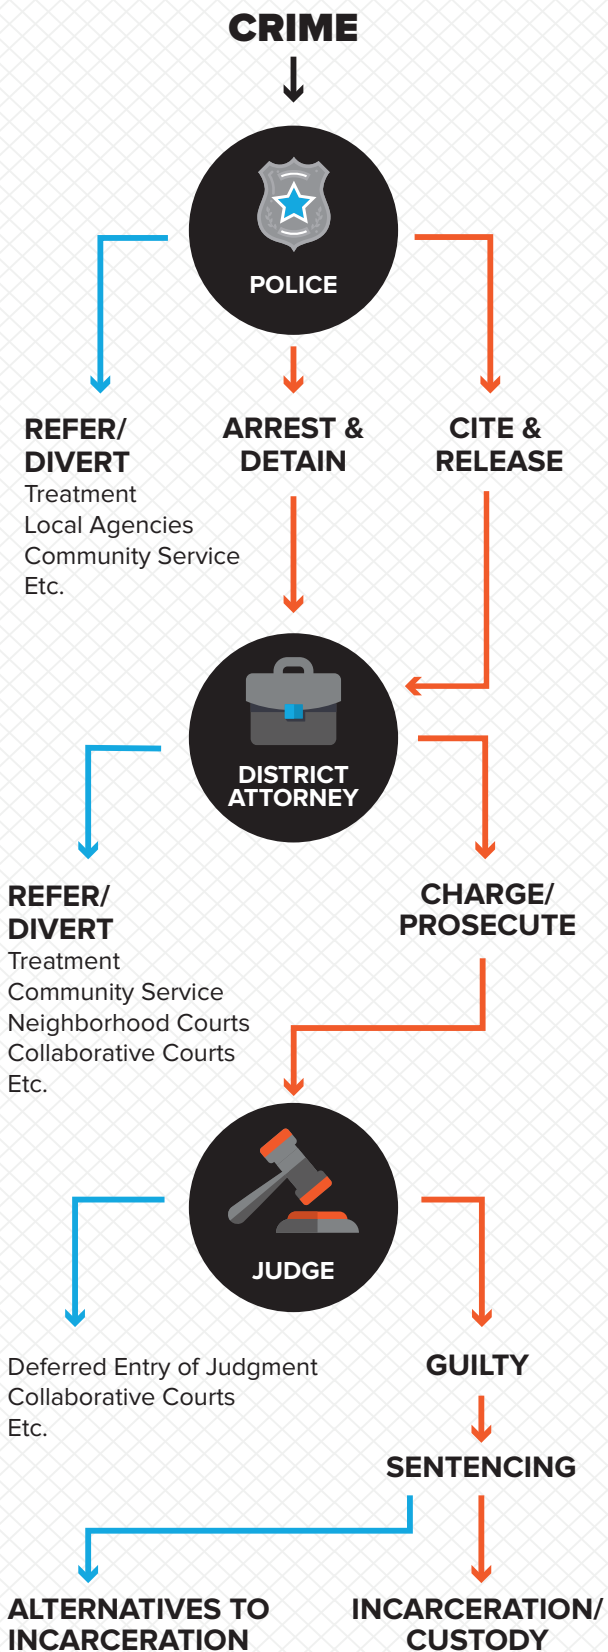 CRIME
POLICE
REFER/
DIVERT
Treatment
Local Agencies
Community Service
Etc.
ARREST &
DETAIN
CITE &
RELEASE
DISTRICT
ATTORNEY
REFER/
DIVERT
Treatment
Community Service
Neighborhood Courts
Collaborative Courts
Etc.
CHARGE/
PROSECUTE
JUDGE
Deferred Entry of Judgment
Collaborative Courts
Etc.
GUILTY
SENTENCING
ALTERNATIVES TO
INCARCERATION
INCARCERATION/
CUSTODY